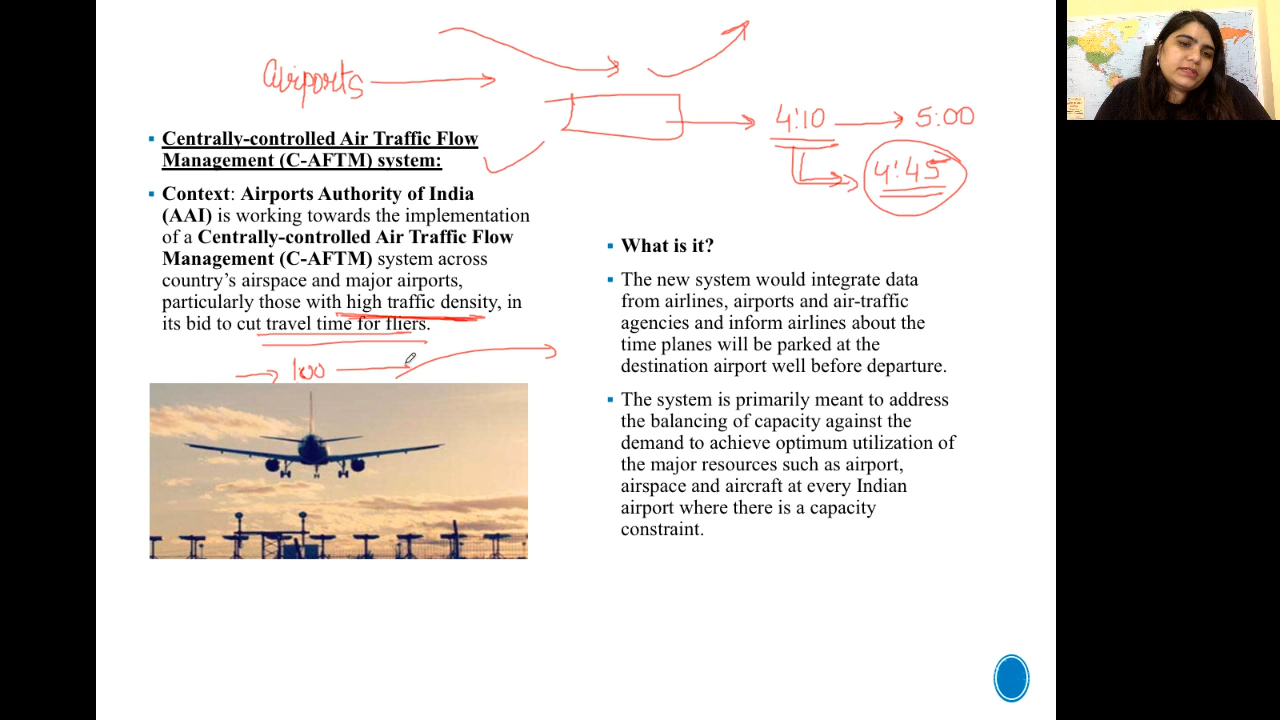 airports
4:10
5:00
4:45
Centrally-controlled Air Traffic Flow
Management (C-AFTM) system:
Context: Airports Authority of India
(AAI) is working towards the implementation
of a Centrally-controlled Air Traffic Flow
Management (C-AFTM) system across
country’s airspace and major airports,
particularly those with high traffic density, in
its bid to cut travel time for fliers.
100
What is it?
The new system would integrate data
from airlines, airports and air-traffic
agencies and inform airlines about the
time planes will be parked at the
destination airport well before departure.
The system is primarily meant to address
the balancing of capacity against the
demand to achieve optimum utilization of
the major resources such as airport,
airspace and aircraft at every Indian
airport where there is a capacity
constraint.